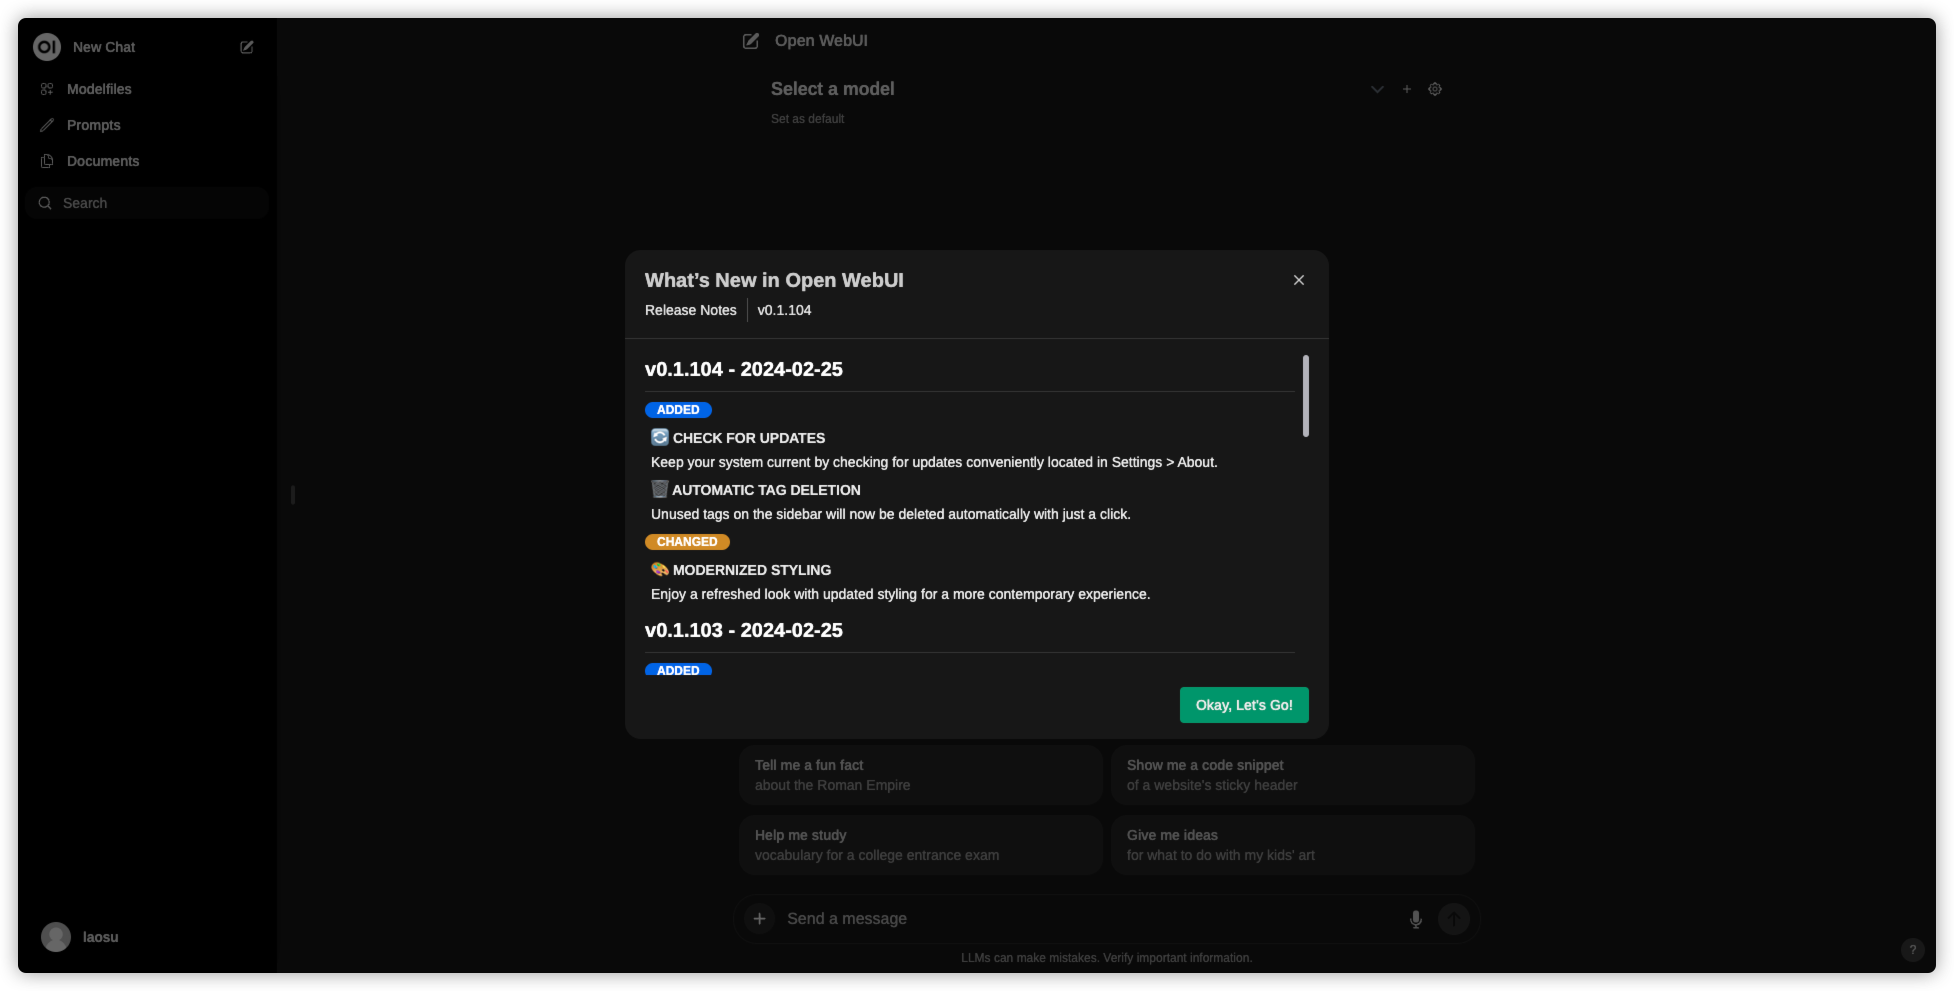 OI New Chat
Modelfiles
Prompts
Documents
Search
Open WebUI
Select a model
Set as default
What's New in Open WebUI
Release Notes v0.1.104
v0.1.104 - 2024-02-25
ADDED
CHECK FOR UPDATES
Keep your system current by checking for updates conveniently located in Settings > About.
AUTOMATIC TAG DELETION
Unused tags on the sidebar will now be deleted automatically with just a click.
CHANGED
MODERNIZED STYLING
Enjoy a refreshed look with updated styling for a more contemporary experience.
v0.1.103 - 2024-02-25
ADDED
Okay, Let's Go!
Tell me a fun fact
about the Roman Empire
Show me a code snippet
of a website's sticky header
Help me study
vocabulary for a college entrance exam
Give me ideas
for what to do with my kids' art
Send a message
LLMs can make mistakes. Verify important information.
laosu
?